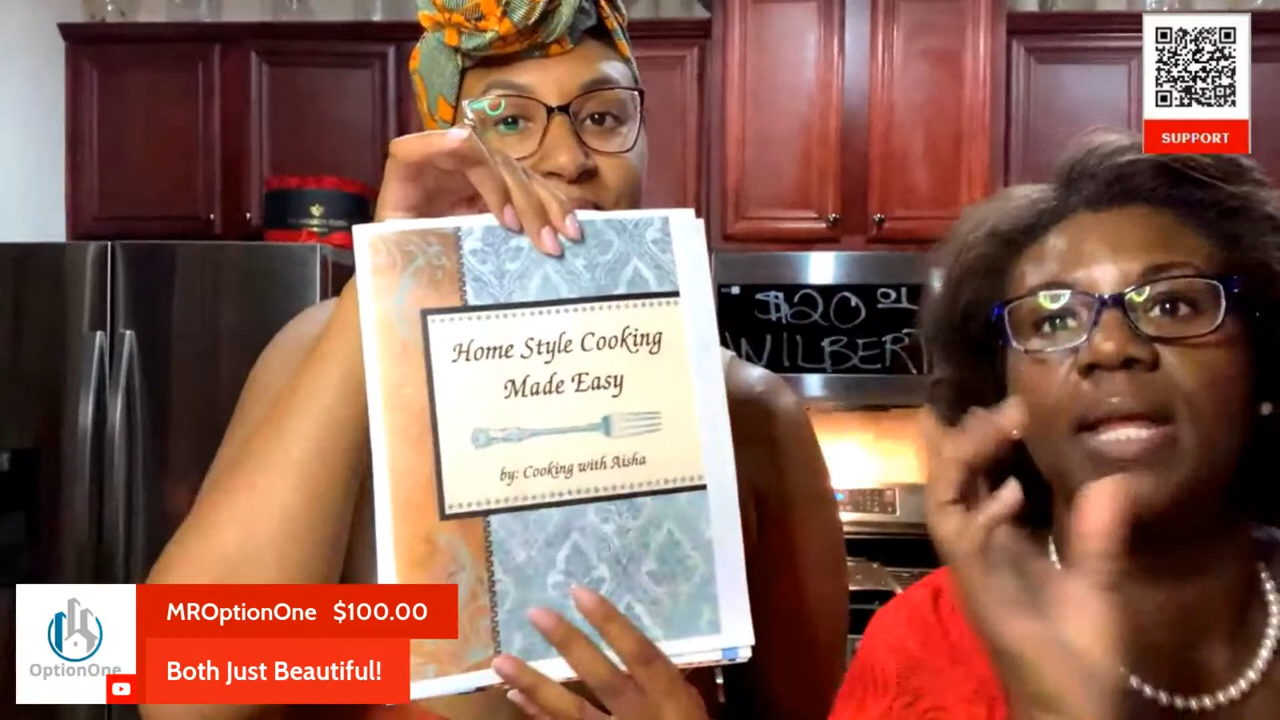 SUPPORT
$20 01
WILBERT
Home Style Cooking
Made Easy
by: Cooking with Aisha
MROptionOne $100.00
Both Just Beautiful!
OptionOne